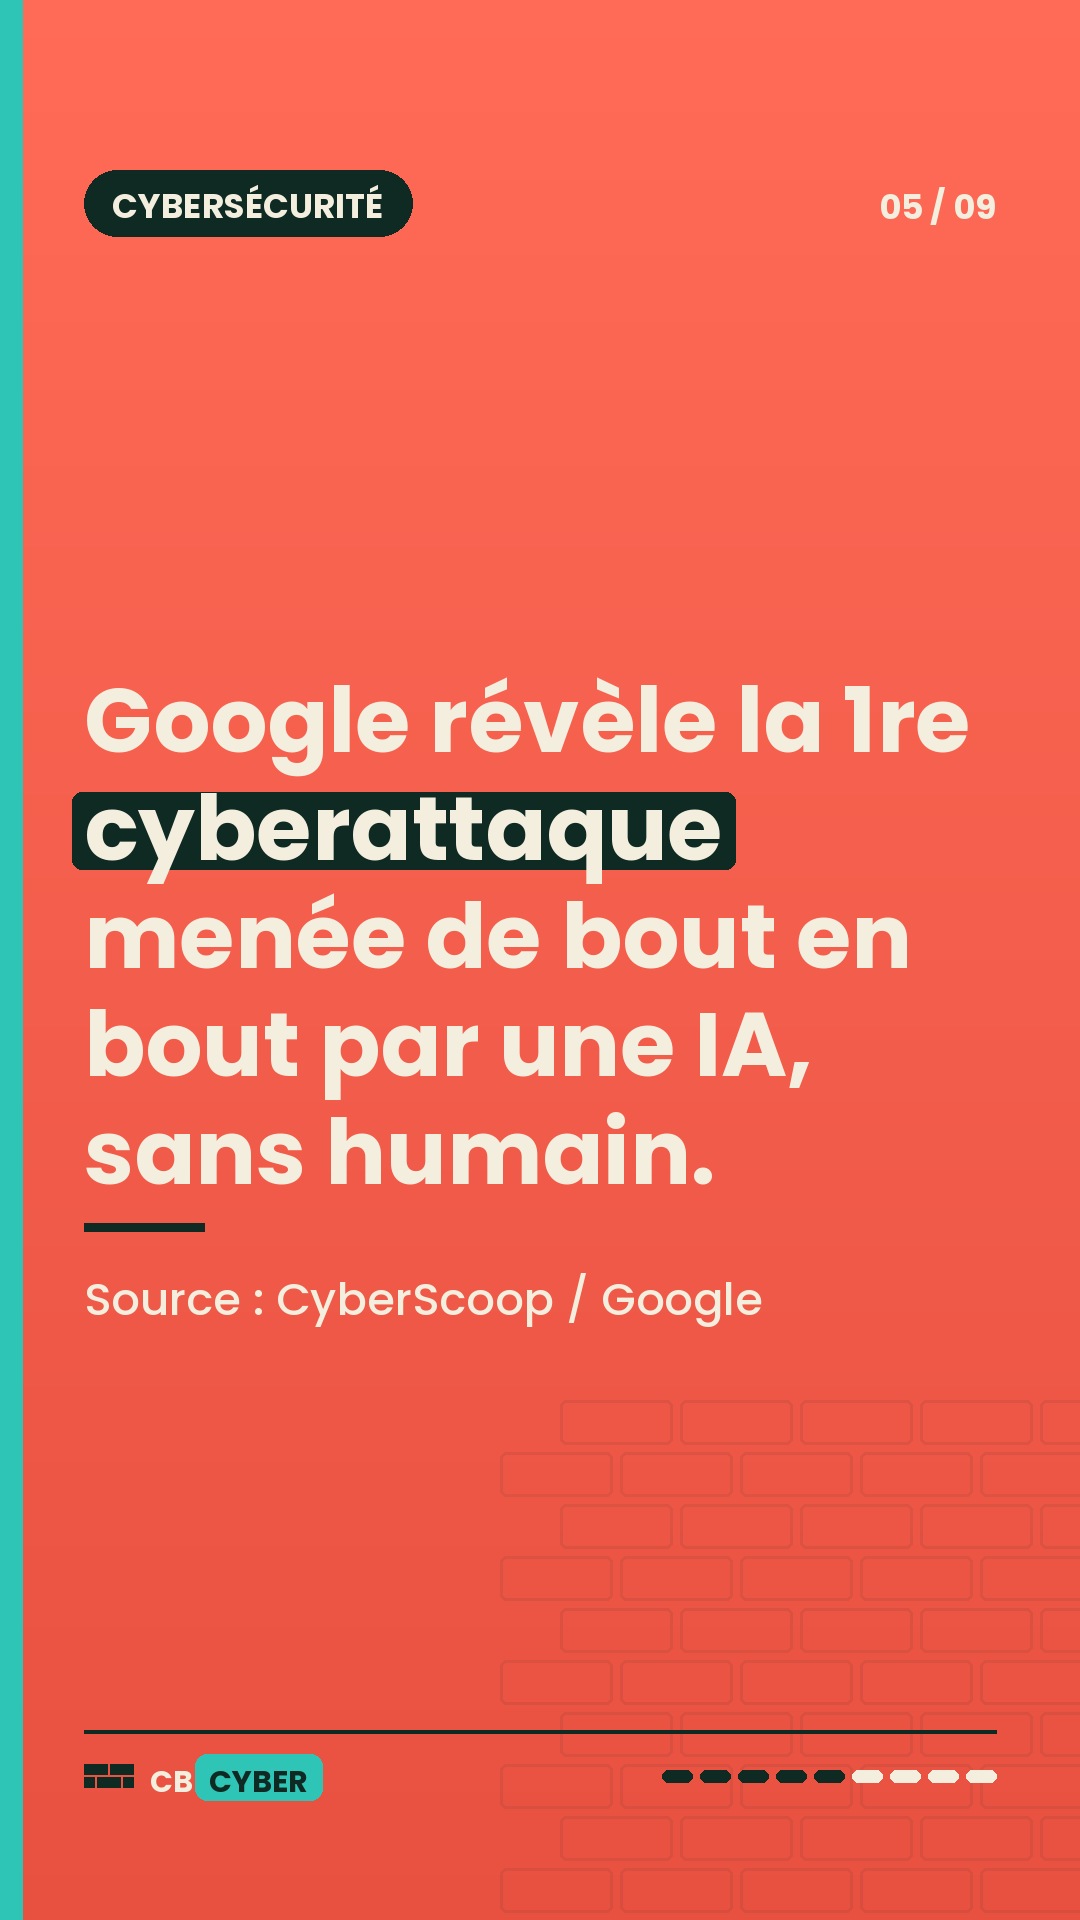 CYBERSÉCURITÉ
05 / 09
Google révèle la 1re
cyberattaque
menée de bout en
bout par une IA,
sans humain.
Source : CyberScoop / Google
CB CYBER